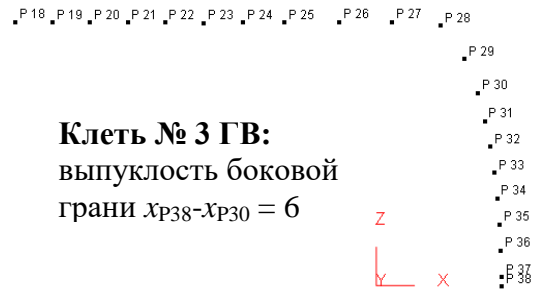 P 18 P 19 P 20 P 21 P 22 P 23 P 24 P 25 P 26 P 27 P 28
P 29
P 30
P 31
P 32
P 33
P 34
P 35
P 36
P 37
P 38
Клеть № 3 ГВ:
выпуклость боковой
грани xP38-xP30 = 6
Z
Y X